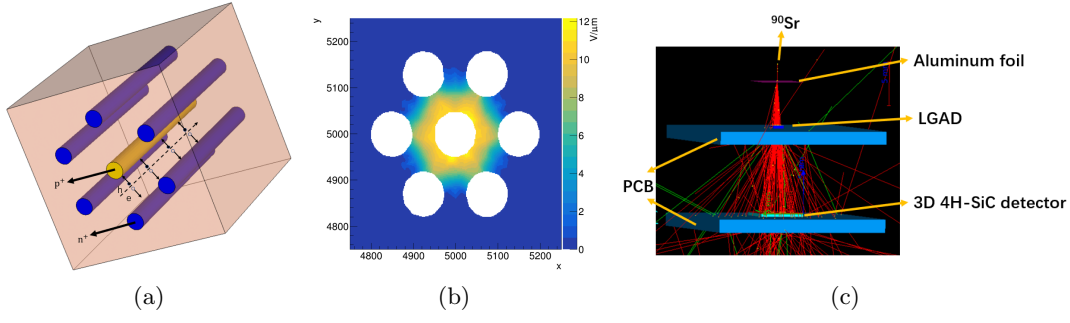 p⁺
n⁺
h
e
(a)
y
5200
5100
5000
4900
4800
4800
4900
5000
5100
5200
x
12
10
8
6
4
2
0
V/μm
(b)
⁹⁰Sr
Aluminum foil
LGAD
PCB
3D 4H-SiC detector
(c)